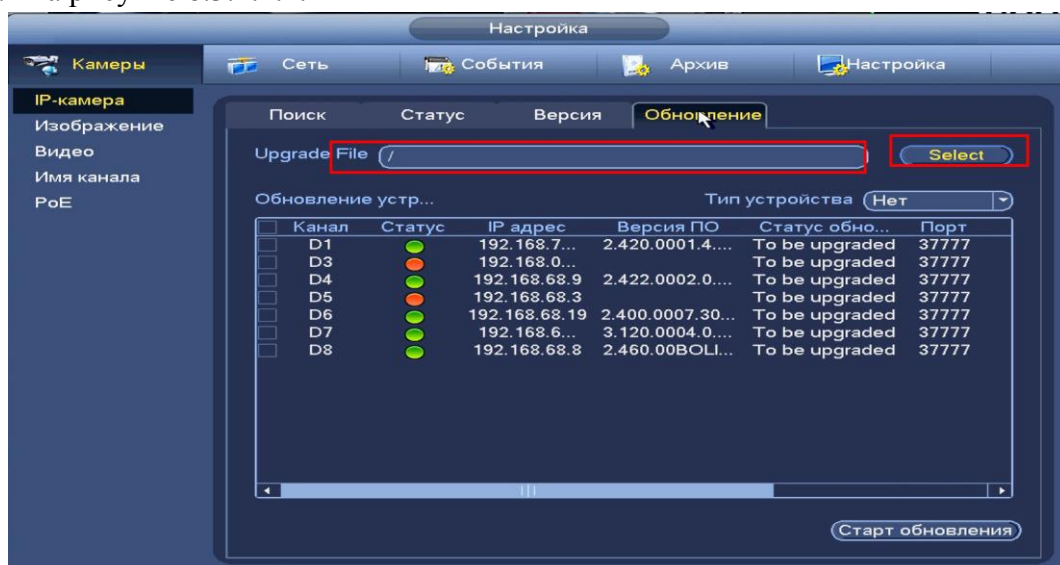 Настройка
Камеры Сеть События Архив Настройка
IP-камера
Изображение
Видео
Имя канала
PoE
Поиск Статус Версия Обновление
Upgrade File / Select
Обновление устр... Тип устройства Нет
Канал Статус IP адрес Версия ПО Статус обно... Порт
D1 192.168.7... 2.420.0001.4.... To be upgraded 37777
D3 192.168.0... To be upgraded 37777
D4 192.168.68.9 2.422.0002.0.... To be upgraded 37777
D5 192.168.68.3 To be upgraded 37777
D6 192.168.68.19 2.400.0007.30... To be upgraded 37777
D7 192.168.6... 3.120.0004.0.... To be upgraded 37777
D8 192.168.68.8 2.460.00BOLI... To be upgraded 37777
Старт обновления